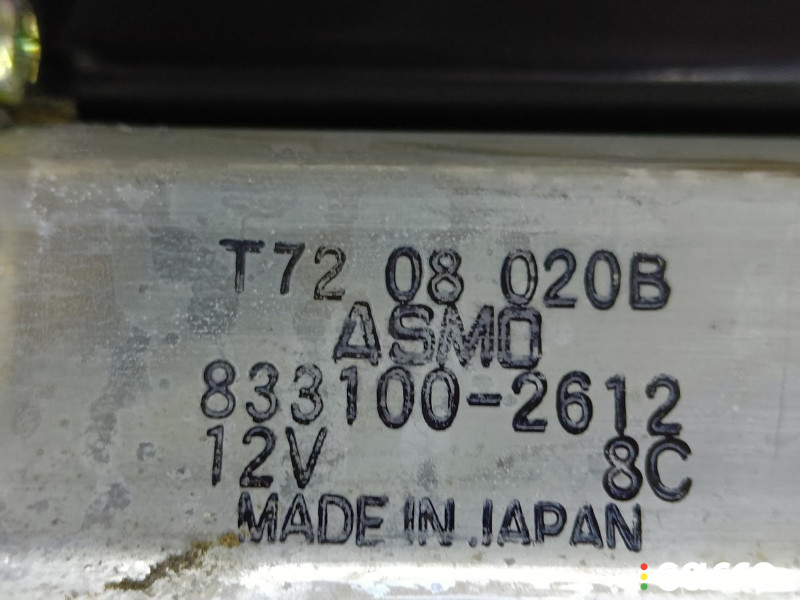 T72 08 020B
ASMO
833100-2612
12V 8C
MADE IN JAPAN